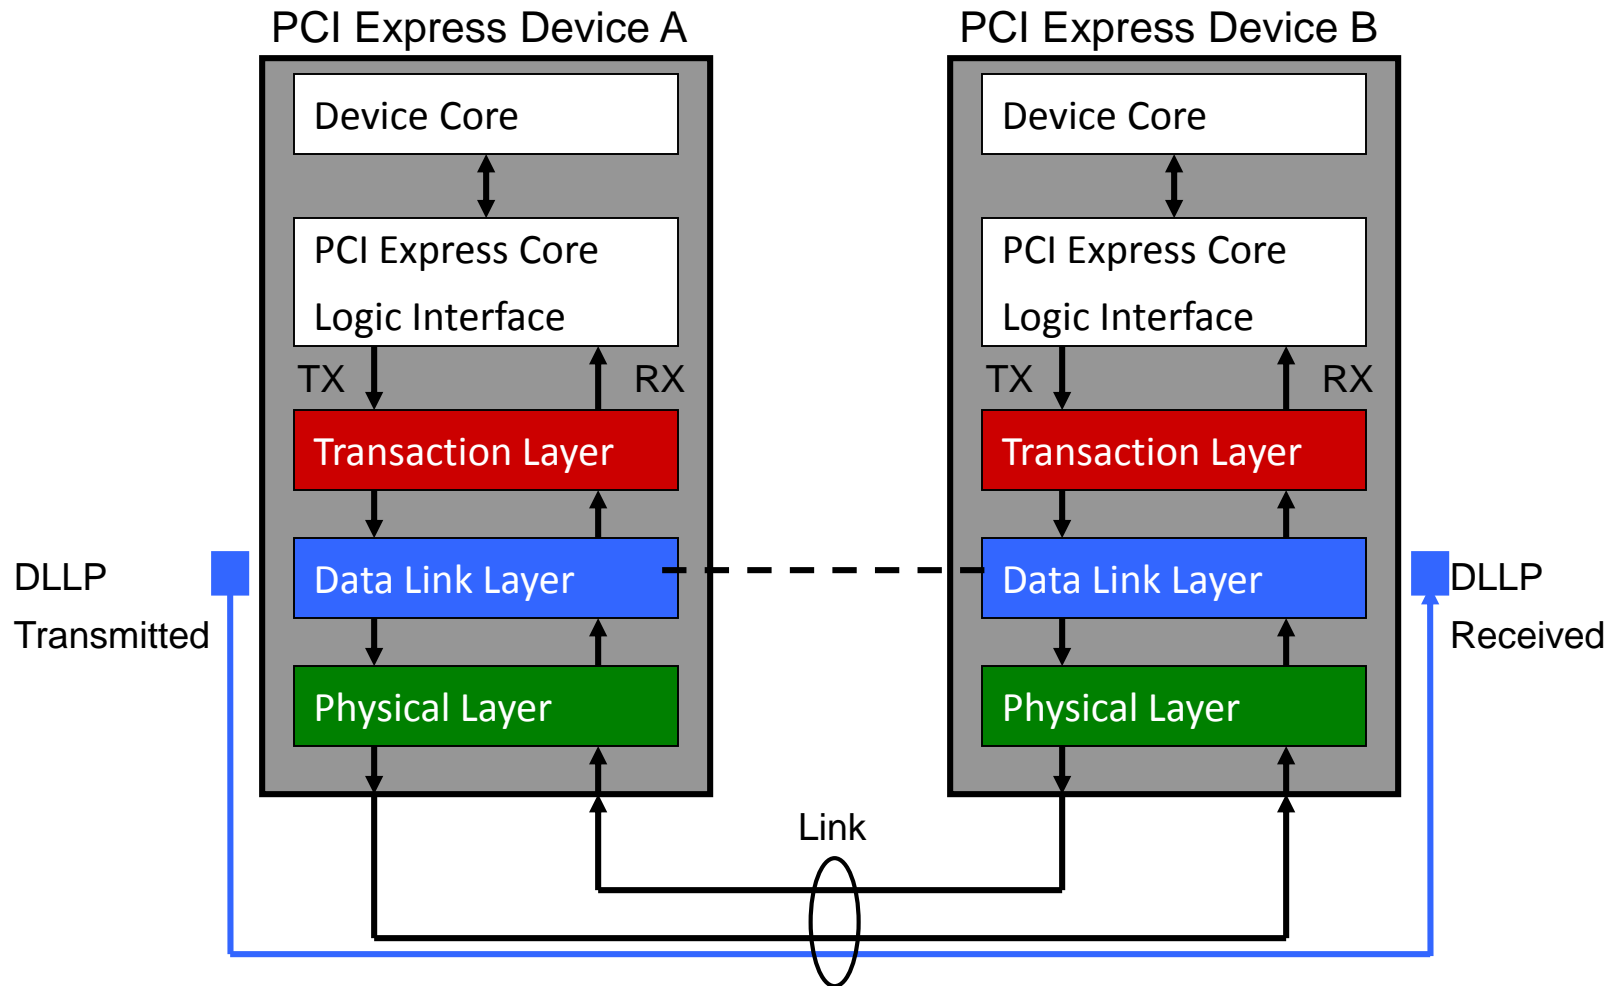 PCI Express Device A
Device Core
PCI Express Core
Logic Interface
TX
RX
Transaction Layer
Data Link Layer
Physical Layer
DLLP
Transmitted
PCI Express Device B
Device Core
PCI Express Core
Logic Interface
TX
RX
Transaction Layer
Data Link Layer
Physical Layer
DLLP
Received
Link